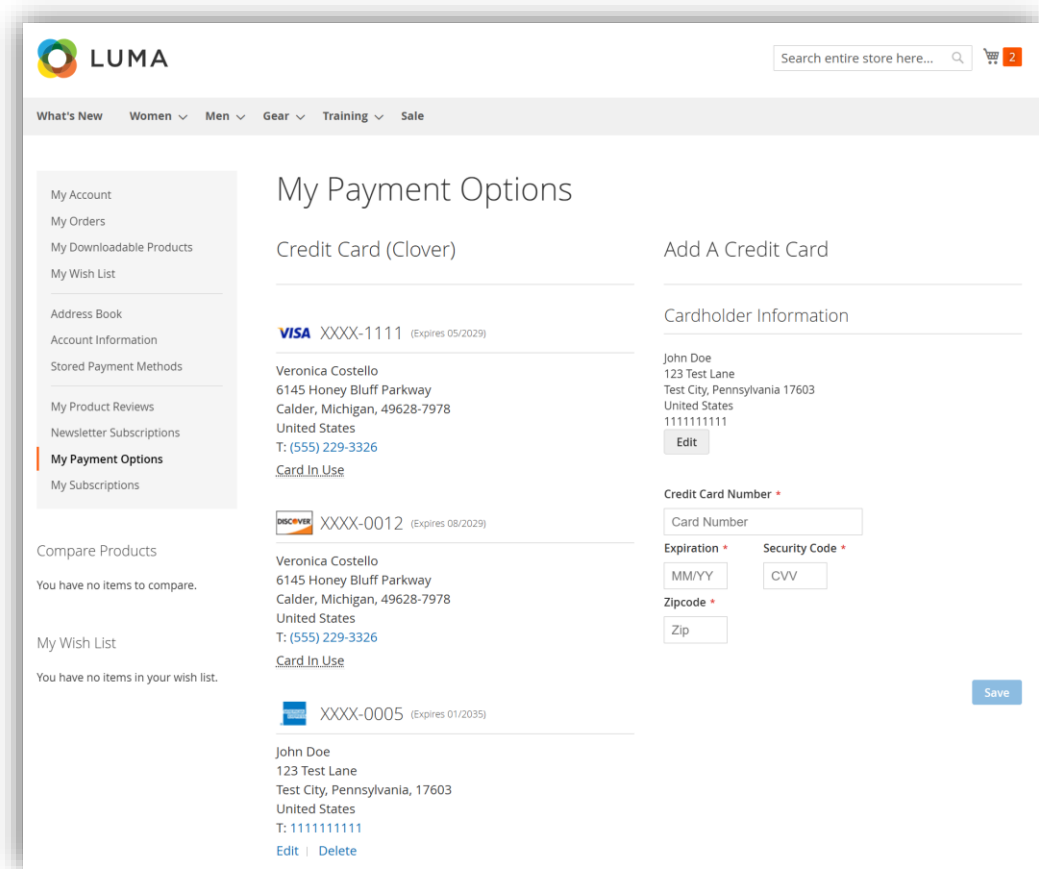 LUMA
Search entire store here...
2
What's New Women Men Gear Training Sale
My Account
My Orders
My Downloadable Products
My Wish List
Address Book
Account Information
Stored Payment Methods
My Product Reviews
Newsletter Subscriptions
My Payment Options
My Subscriptions
Compare Products
You have no items to compare.
My Wish List
You have no items in your wish list.
My Payment Options
Credit Card (Clover)
VISA XXXX-1111 (Expires 05/2029)
Veronica Costello
6145 Honey Bluff Parkway
Calder, Michigan, 49628-7978
United States
T: (555) 229-3326
Card In Use
DISCOVER XXXX-0012 (Expires 08/2029)
Veronica Costello
6145 Honey Bluff Parkway
Calder, Michigan, 49628-7978
United States
T: (555) 229-3326
Card In Use
XXXX-0005 (Expires 01/2035)
John Doe
123 Test Lane
Test City, Pennsylvania, 17603
United States
T: 1111111111
Edit | Delete
Add A Credit Card
Cardholder Information
John Doe
123 Test Lane
Test City, Pennsylvania 17603
United States
1111111111
Edit
Credit Card Number *
Card Number
Expiration * Security Code *
MM/YY CVV
Zipcode *
Zip
Save